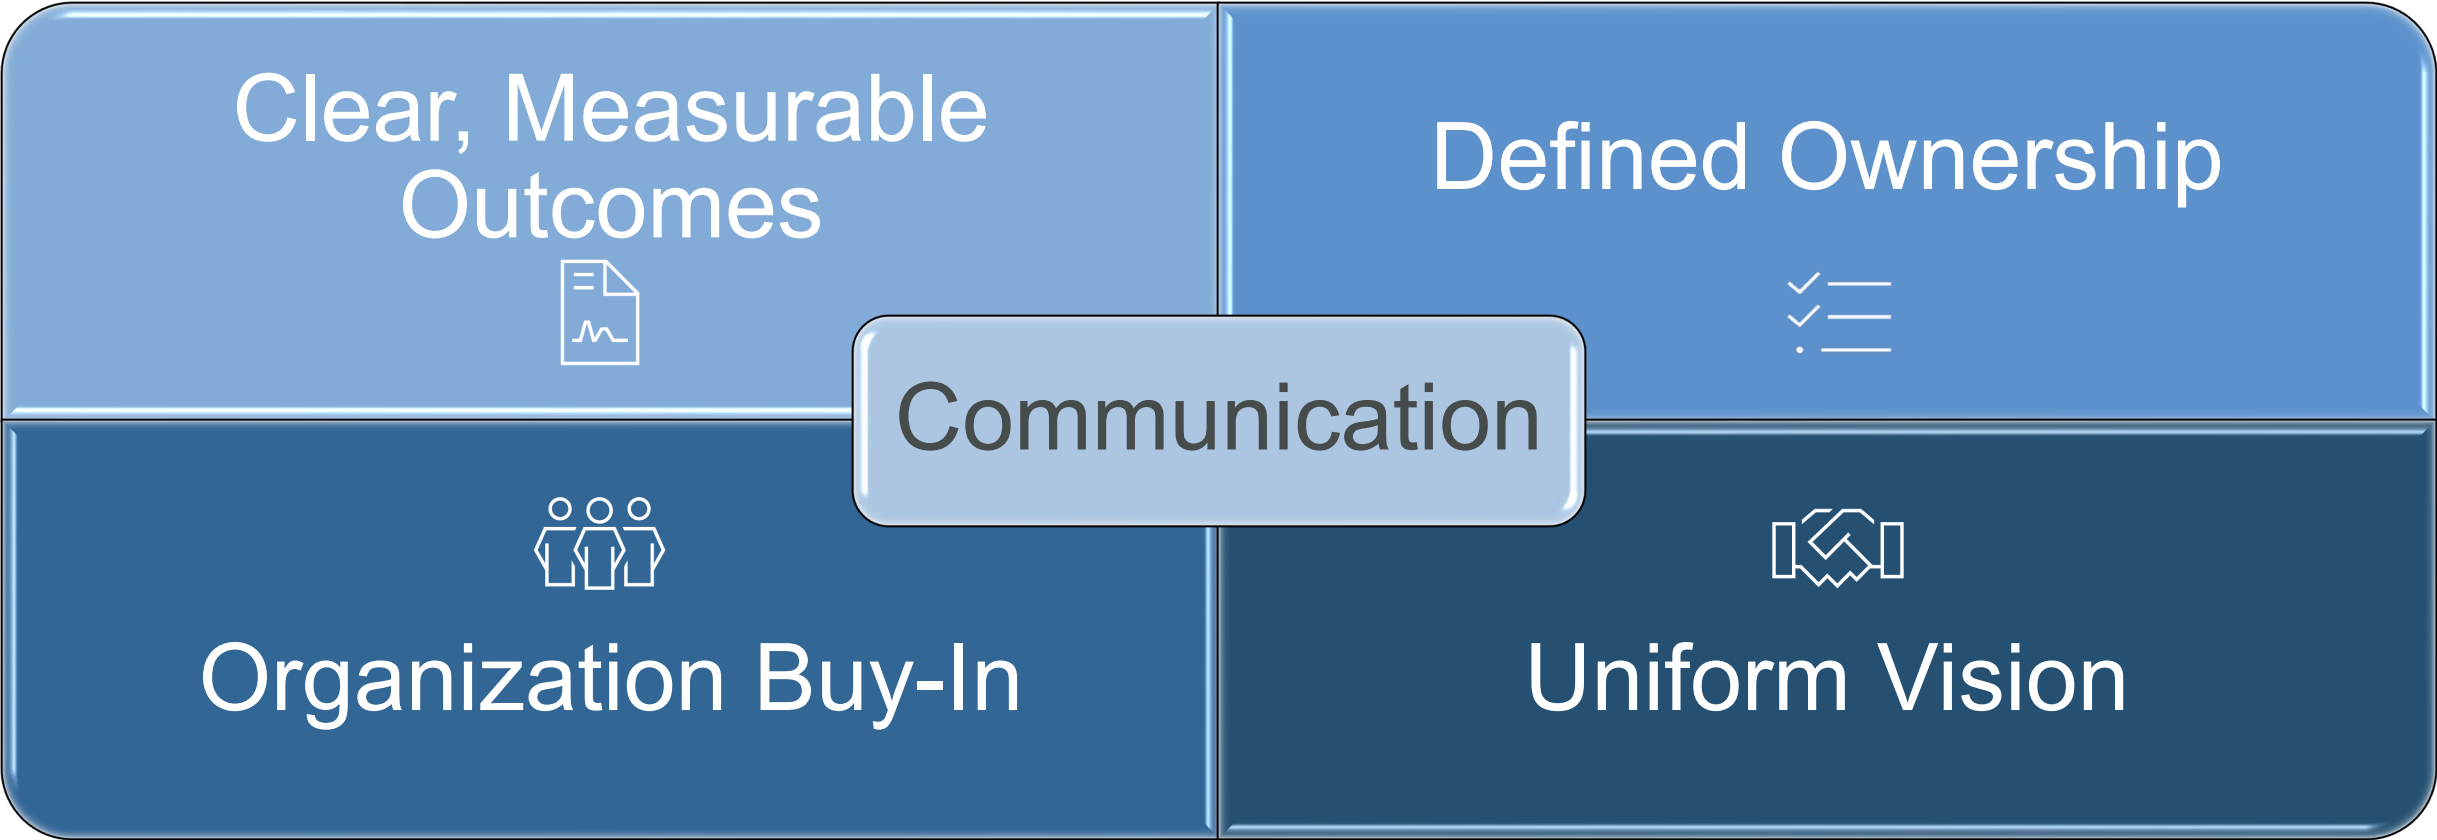 Clear, Measurable
Outcomes
Defined Ownership
Communication
Organization Buy-In
Uniform Vision